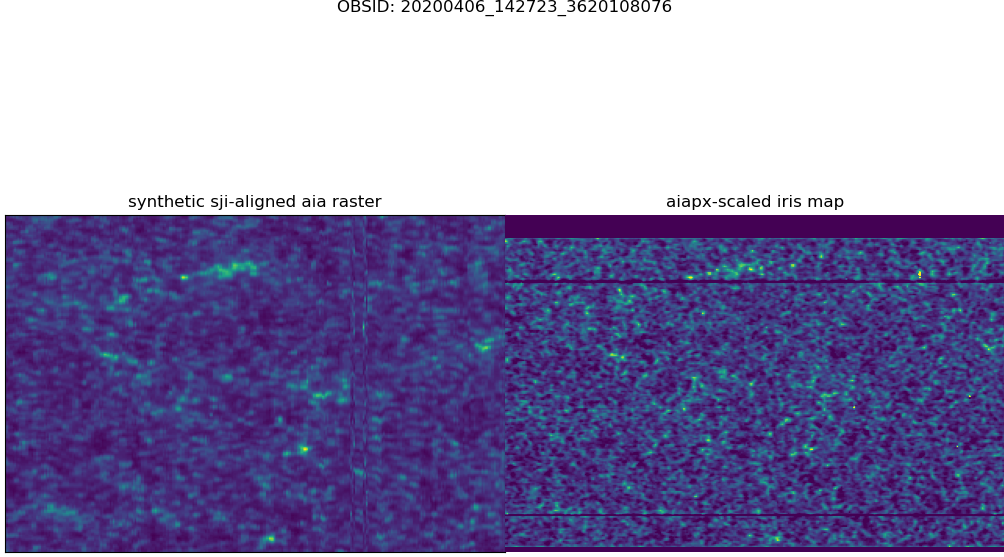 OBSID: 20200406_142723_3620108076
synthetic sji-aligned aia raster
aiapx-scaled iris map